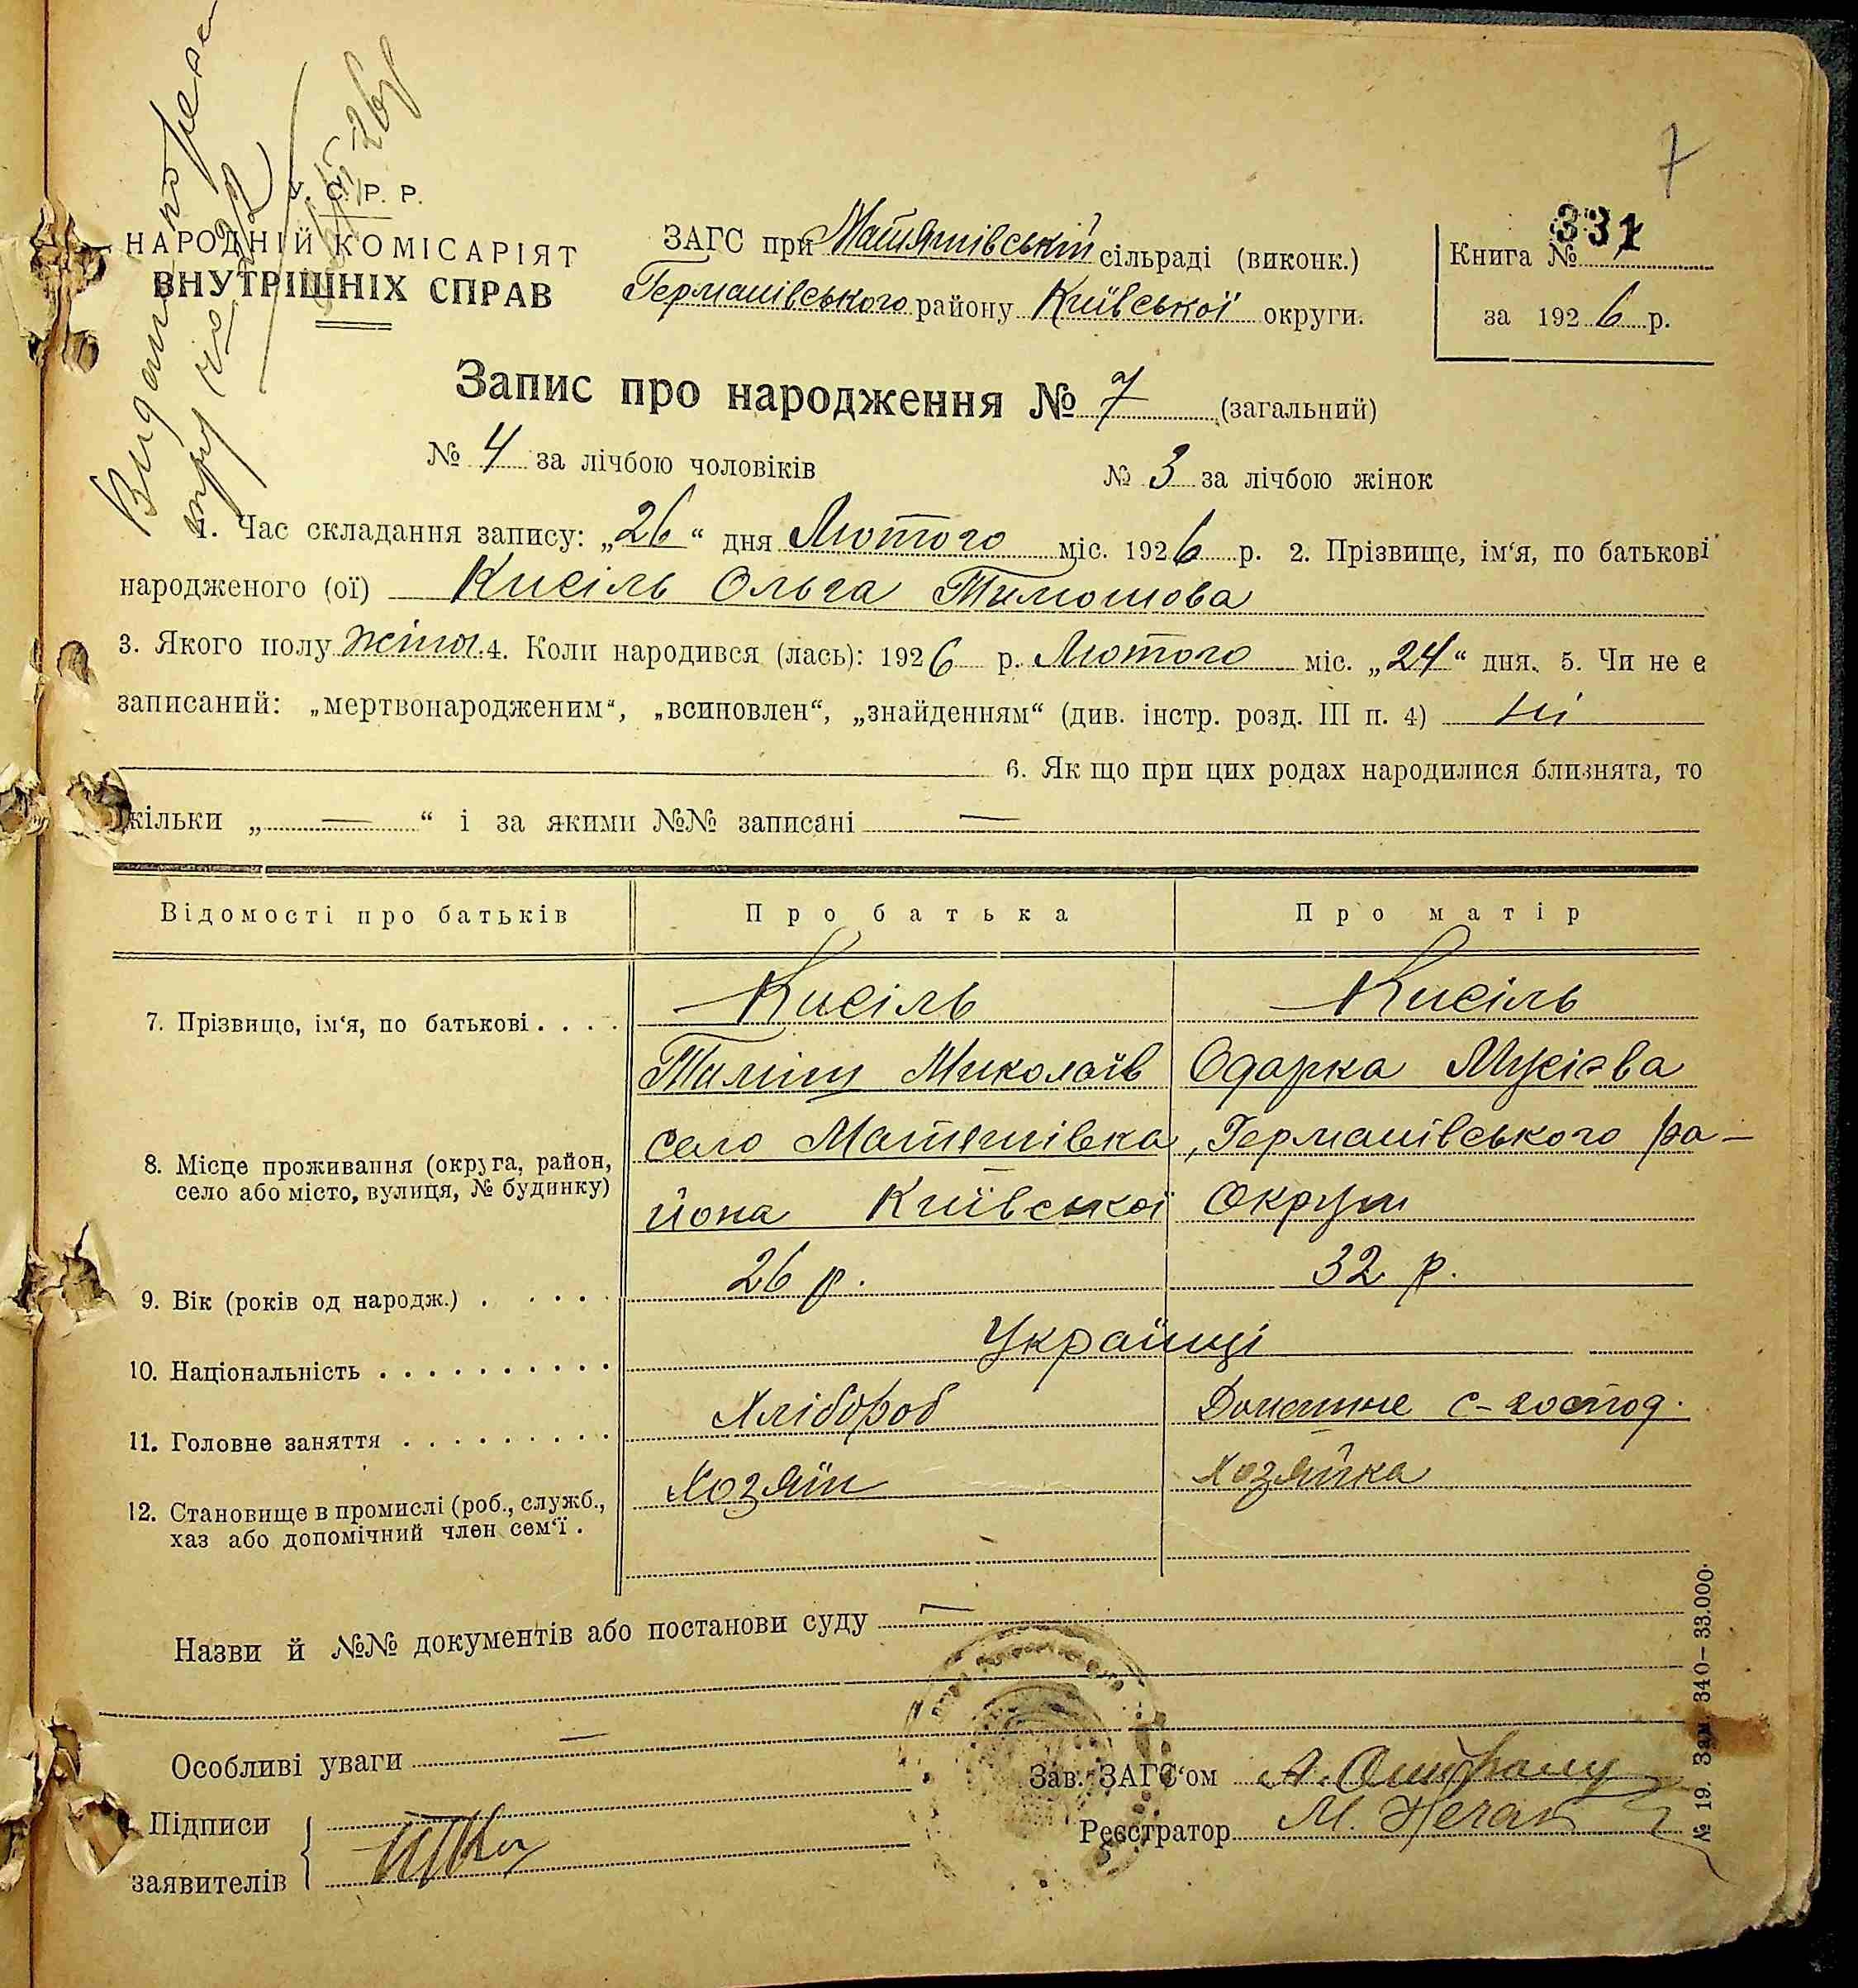 7
У. С. Р. Р.
НАРОДНІЙ КОМІСАРІЯТ
ВНУТРІШНІХ СПРАВ
ЗАГС при Матяшівській сільраді (виконк.)
Германівського району Київської округи.
Книга № 331
за 1926 р.
Запис про народження № 7 (загальний)
№ 4 за лічбою чоловіків № 3 за лічбою жінок
1. Час складання запису: „26“ дня Лютого міс. 1926 р. 2. Прізвище, ім‘я, по батькові
народженого (ої) Кисіль Ольга Тимошова
3. Якого полу жіноч. 4. Коли народився (лась): 1926 р. Лютого міс. „24“ дня. 5. Чи не є
записаний: „мертвонародженим“, „всиновлен“, „знайденням“ (див. інстр. розд. III п. 4) ні
6. Як що при цих родах народилися близнята, то
скільки „ — “ і за якими №№ записані —
Відомості про батьків Про батька Про матір
7. Прізвище, ім‘я, по батькові . . . . Кисіль Кисіль
Тиміш Миколаїв Одарка Мусієва
8. Місце проживання (округа, район, село Матяшівка, Германівського ра-
село або місто, вулиця, № будинку) йона Київської Округи
9. Вік (років од народж.) . . . . . 26 р. 32 р.
10. Національність . . . . . . . . . . Українці
11. Головне заняття . . . . . . . . . Хлібороб Домашнє с-господ.
12. Становище в промислі (роб., служб., Хозяїн Хозяйка
хаз або допомічний член сем‘ї .
Назви й №№ документів або постанови суду —
Особливі уваги —
Зав. ЗАГС‘ом
Підписи
заявителів
Реєстратор М. Нечай
№ 19. Зам. 340—33.000.